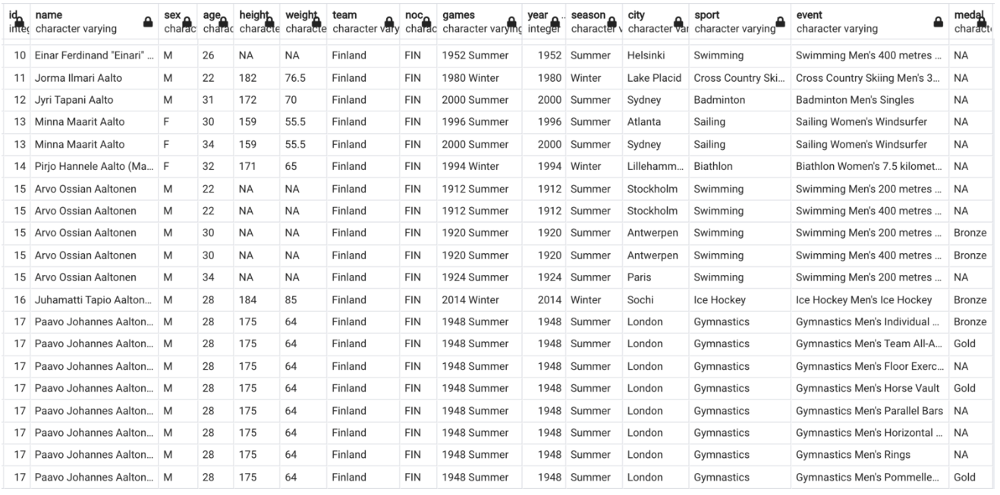 id name sex age height weight team noc games year season city sport event medal
integ character varying charac charac characte characte character vary charac character varying integer character v character var character varying character varying characte
10 Einar Ferdinand "Einari" ... M 26 NA NA Finland FIN 1952 Summer 1952 Summer Helsinki Swimming Swimming Men's 400 metres ... NA
11 Jorma Ilmari Aalto M 22 182 76.5 Finland FIN 1980 Winter 1980 Winter Lake Placid Cross Country Ski... Cross Country Skiing Men's 3... NA
12 Jyri Tapani Aalto M 31 172 70 Finland FIN 2000 Summer 2000 Summer Sydney Badminton Badminton Men's Singles NA
13 Minna Maarit Aalto F 30 159 55.5 Finland FIN 1996 Summer 1996 Summer Atlanta Sailing Sailing Women's Windsurfer NA
13 Minna Maarit Aalto F 34 159 55.5 Finland FIN 2000 Summer 2000 Summer Sydney Sailing Sailing Women's Windsurfer NA
14 Pirjo Hannele Aalto (Ma... F 32 171 65 Finland FIN 1994 Winter 1994 Winter Lillehamm... Biathlon Biathlon Women's 7.5 kilomet... NA
15 Arvo Ossian Aaltonen M 22 NA NA Finland FIN 1912 Summer 1912 Summer Stockholm Swimming Swimming Men's 200 metres ... NA
15 Arvo Ossian Aaltonen M 22 NA NA Finland FIN 1912 Summer 1912 Summer Stockholm Swimming Swimming Men's 400 metres ... NA
15 Arvo Ossian Aaltonen M 30 NA NA Finland FIN 1920 Summer 1920 Summer Antwerpen Swimming Swimming Men's 200 metres ... Bronze
15 Arvo Ossian Aaltonen M 30 NA NA Finland FIN 1920 Summer 1920 Summer Antwerpen Swimming Swimming Men's 400 metres ... Bronze
15 Arvo Ossian Aaltonen M 34 NA NA Finland FIN 1924 Summer 1924 Summer Paris Swimming Swimming Men's 200 metres ... NA
16 Juhamatti Tapio Aalton... M 28 184 85 Finland FIN 2014 Winter 2014 Winter Sochi Ice Hockey Ice Hockey Men's Ice Hockey Bronze
17 Paavo Johannes Aalton... M 28 175 64 Finland FIN 1948 Summer 1948 Summer London Gymnastics Gymnastics Men's Individual ... Bronze
17 Paavo Johannes Aalton... M 28 175 64 Finland FIN 1948 Summer 1948 Summer London Gymnastics Gymnastics Men's Team All-A... Gold
17 Paavo Johannes Aalton... M 28 175 64 Finland FIN 1948 Summer 1948 Summer London Gymnastics Gymnastics Men's Floor Exerc... NA
17 Paavo Johannes Aalton... M 28 175 64 Finland FIN 1948 Summer 1948 Summer London Gymnastics Gymnastics Men's Horse Vault Gold
17 Paavo Johannes Aalton... M 28 175 64 Finland FIN 1948 Summer 1948 Summer London Gymnastics Gymnastics Men's Parallel Bars NA
17 Paavo Johannes Aalton... M 28 175 64 Finland FIN 1948 Summer 1948 Summer London Gymnastics Gymnastics Men's Horizontal ... NA
17 Paavo Johannes Aalton... M 28 175 64 Finland FIN 1948 Summer 1948 Summer London Gymnastics Gymnastics Men's Rings NA
17 Paavo Johannes Aalton... M 28 175 64 Finland FIN 1948 Summer 1948 Summer London Gymnastics Gymnastics Men's Pommelle... Gold